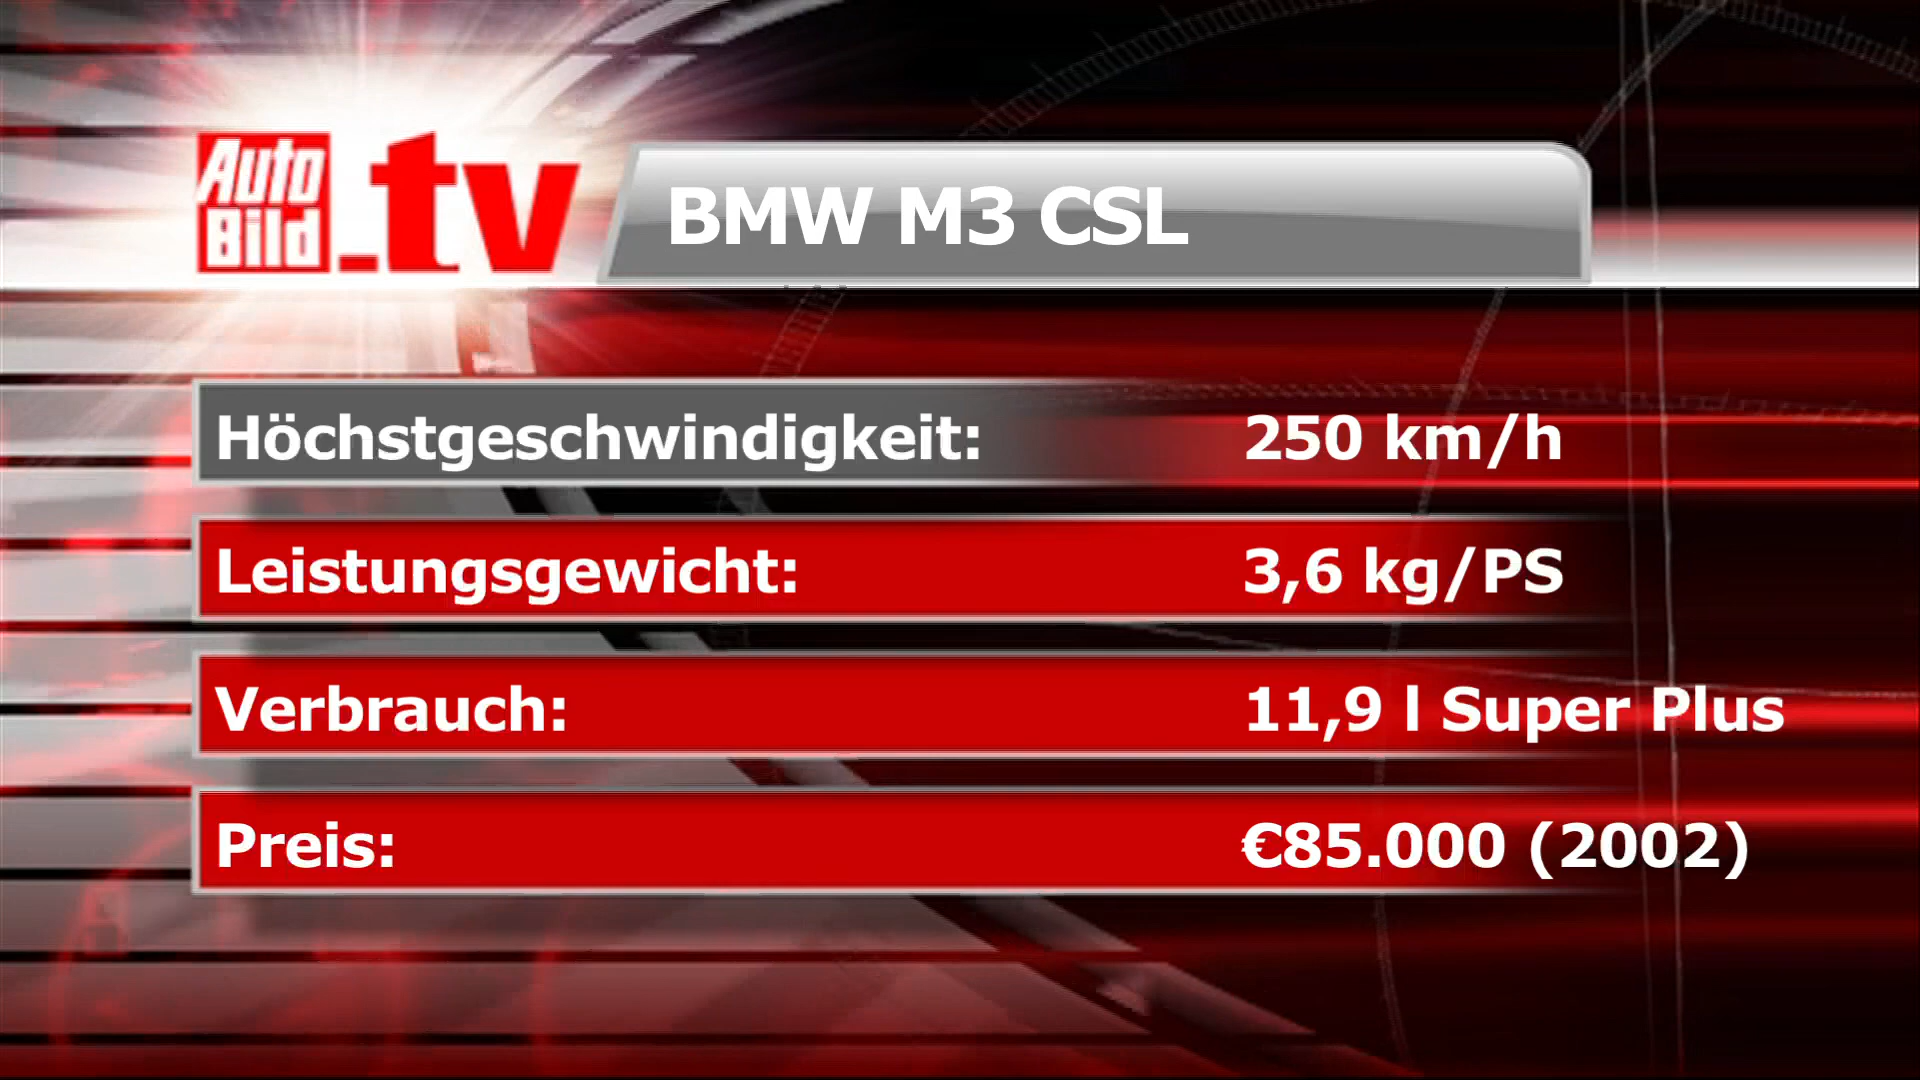 Auto Bild .tv
BMW M3 CSL
Höchstgeschwindigkeit: 250 km/h
Leistungsgewicht: 3,6 kg/PS
Verbrauch: 11,9 l Super Plus
Preis: €85.000 (2002)